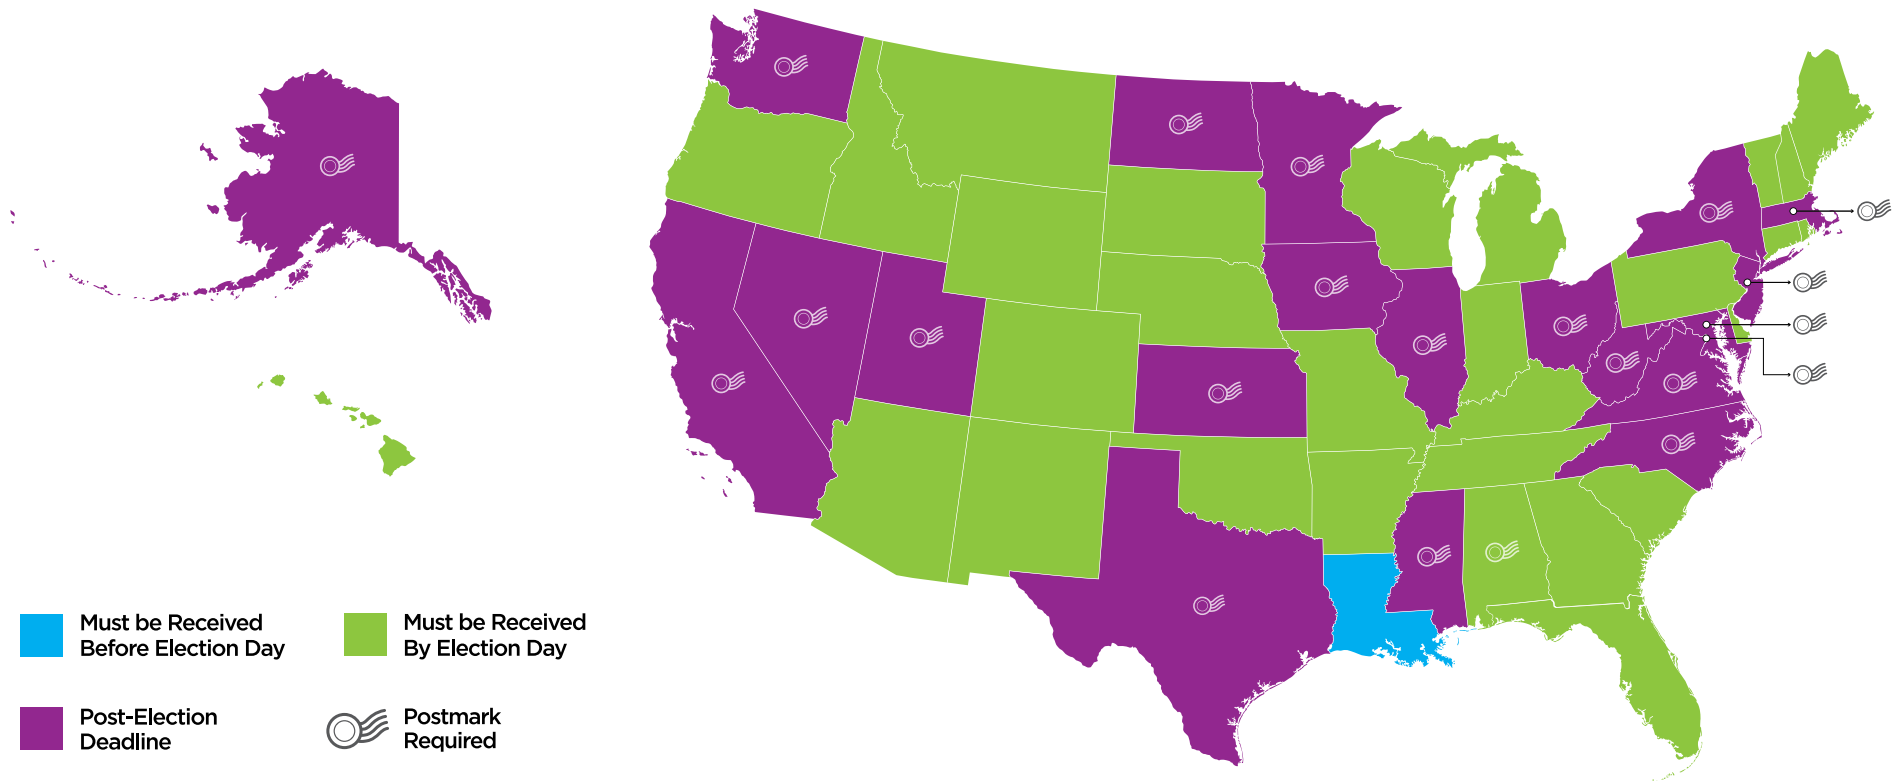 Must be Received
Before Election Day
Must be Received
By Election Day
Post-Election
Deadline
Postmark
Required